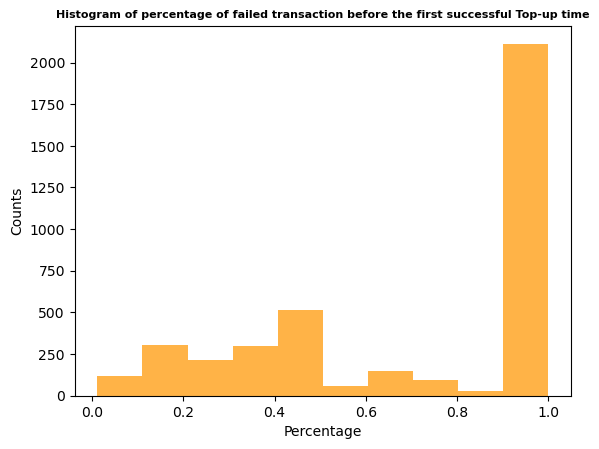 Histogram of percentage of failed transaction before the first successful Top-up time
2000
1750
1500
1250
1000
750
500
250
0
Counts
0.0 0.2 0.4 0.6 0.8 1.0
Percentage